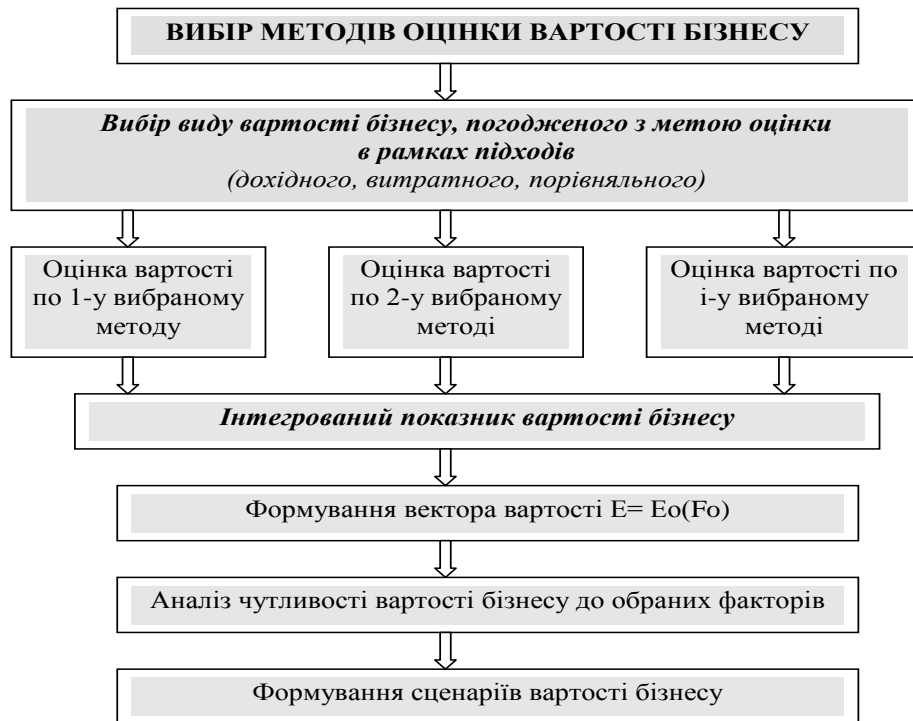 ВИБІР МЕТОДІВ ОЦІНКИ ВАРТОСТІ БІЗНЕСУ
Вибір виду вартості бізнесу, погодженого з метою оцінки
в рамках підходів
(дохідного, витратного, порівняльного)
Оцінка вартості
по 1-у вибраному
методу
Оцінка вартості
по 2-у вибраному
методі
Оцінка вартості по
і-у вибраному
методі
Інтегрований показник вартості бізнесу
Формування вектора вартості E= Eo(Fo)
Аналіз чутливості вартості бізнесу до обраних факторів
Формування сценаріїв вартості бізнесу